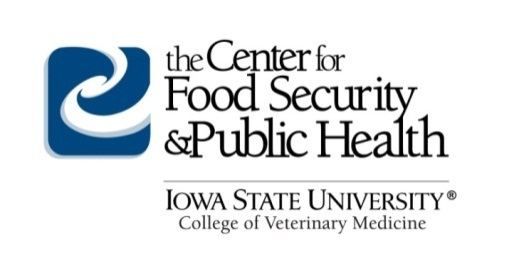 the Center for
Food Security
&Public Health
IOWA STATE UNIVERSITY®
College of Veterinary Medicine